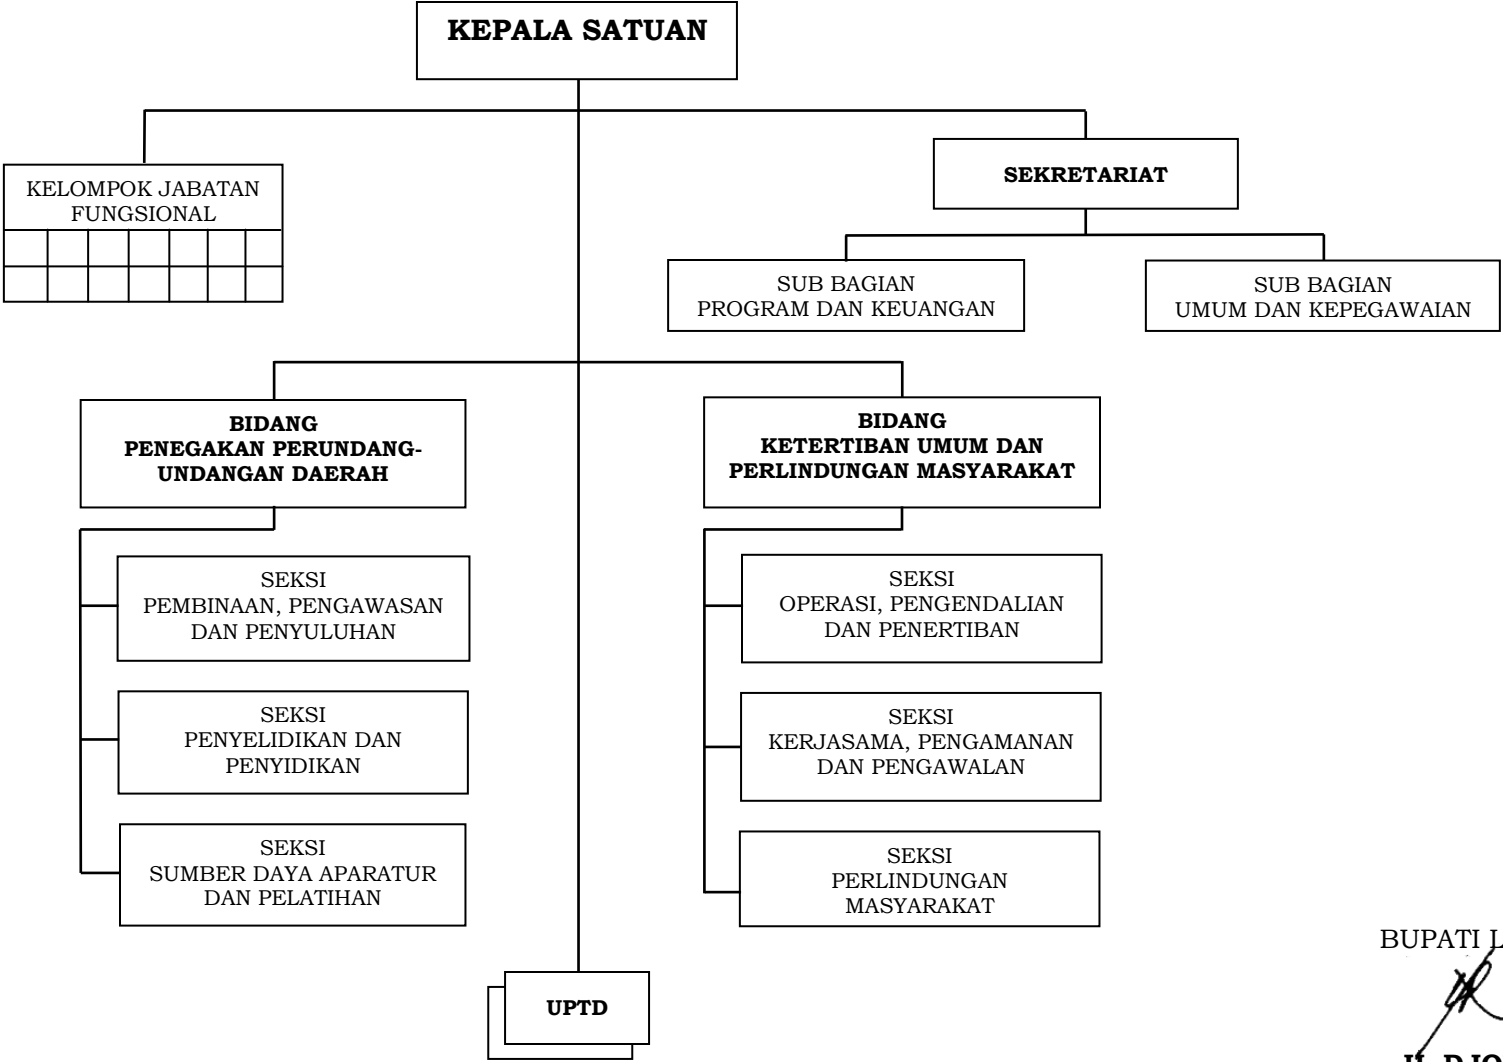 KEPALA SATUAN
KELOMPOK JABATAN
FUNGSIONAL
SEKRETARIAT
SUB BAGIAN
PROGRAM DAN KEUANGAN
SUB BAGIAN
UMUM DAN KEPEGAWAIAN
BIDANG
PENEGAKAN PERUNDANG-
UNDANGAN DAERAH
SEKSI
PEMBINAAN, PENGAWASAN
DAN PENYULUHAN
SEKSI
PENYELIDIKAN DAN
PENYIDIKAN
SEKSI
SUMBER DAYA APARATUR
DAN PELATIHAN
BIDANG
KETERTIBAN UMUM DAN
PERLINDUNGAN MASYARAKAT
SEKSI
OPERASI, PENGENDALIAN
DAN PENERTIBAN
SEKSI
KERJASAMA, PENGAMANAN
DAN PENGAWALAN
SEKSI
PERLINDUNGAN
MASYARAKAT
UPTD
BUPATI